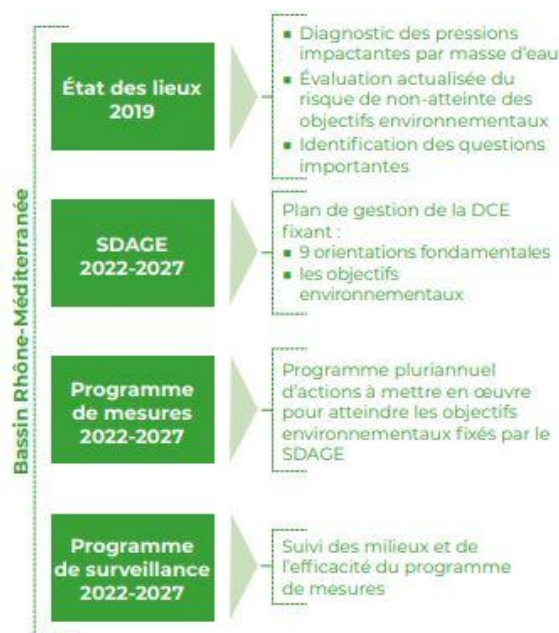 Bassin Rhône-Méditerranée
État des lieux
2019
▪ Diagnostic des pressions
impactantes par masse d'eau
▪ Évaluation actualisée du
risque de non-atteinte des
objectifs environnementaux
▪ Identification des questions
importantes
SDAGE
2022-2027
Plan de gestion de la DCE
fixant :
▪ 9 orientations fondamentales
▪ les objectifs
environnementaux
Programme
de mesures
2022-2027
Programme pluriannuel
d'actions à mettre en œuvre
pour atteindre les objectifs
environnementaux fixés par le
SDAGE
Programme
de surveillance
2022-2027
Suivi des milieux et de
l'efficacité du programme
de mesures